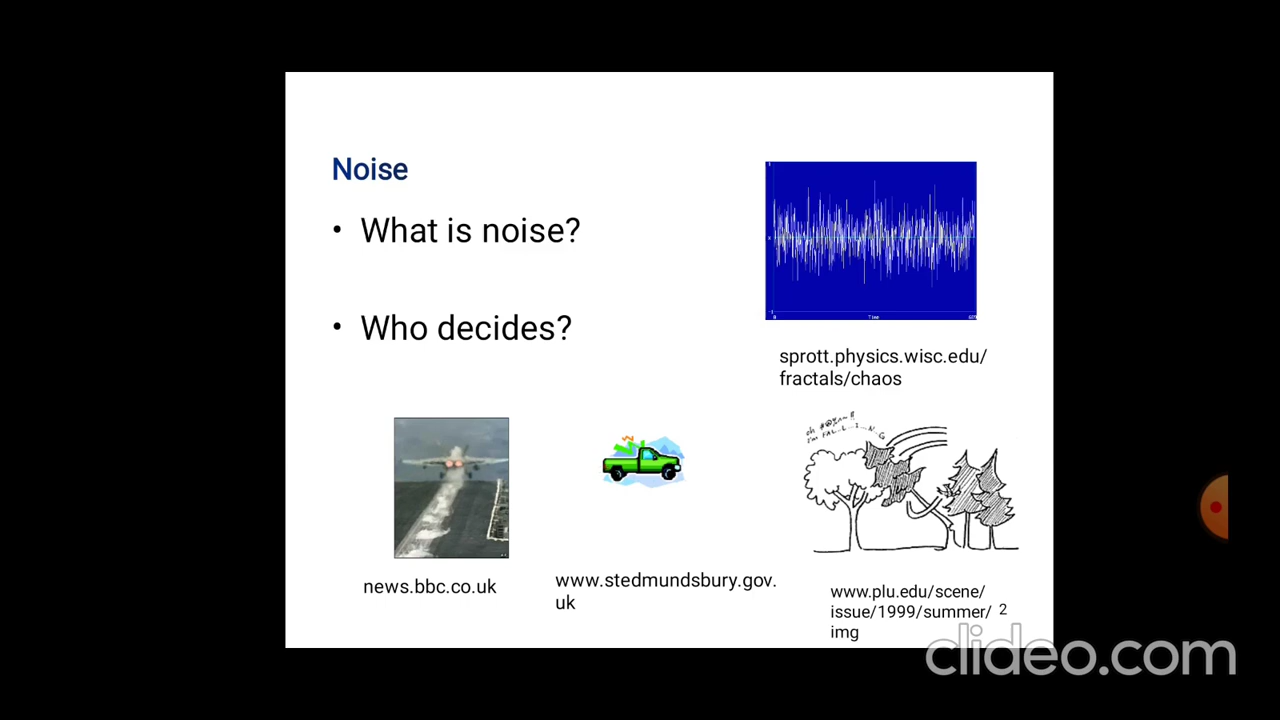 Noise
• What is noise?
• Who decides?
sprott.physics.wisc.edu/
fractals/chaos
news.bbc.co.uk
www.stedmundsbury.gov.
uk
www.plu.edu/scene/
issue/1999/summer/
img
2
clideo.com